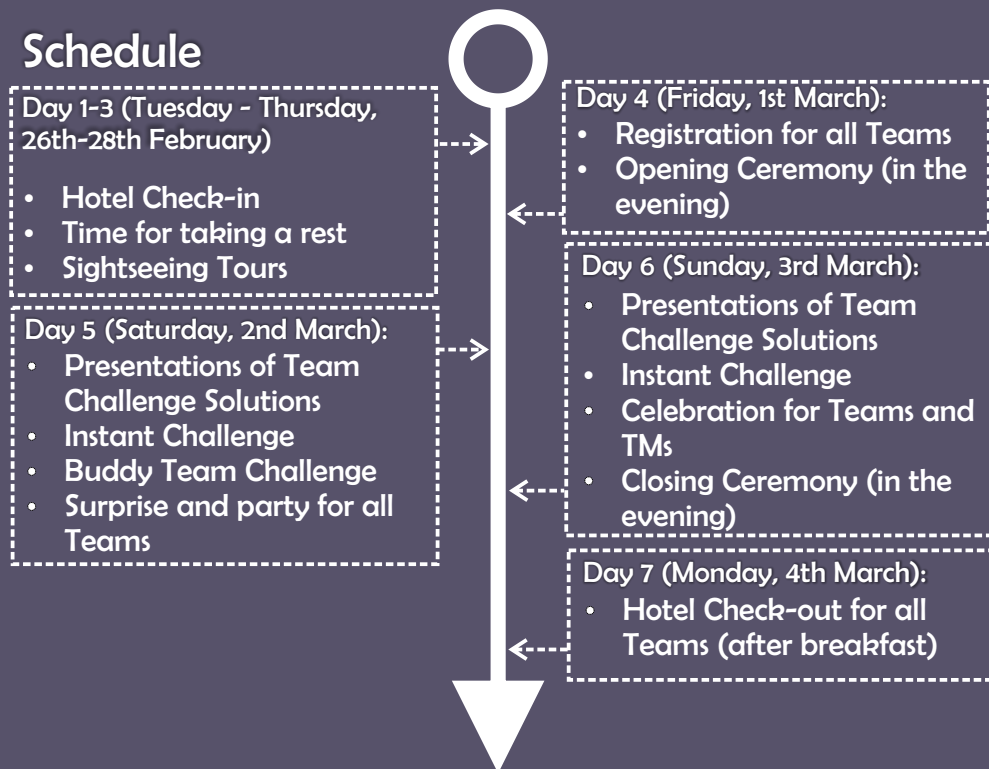 Schedule
Day 1-3 (Tuesday - Thursday,
26th-28th February)
• Hotel Check-in
• Time for taking a rest
• Sightseeing Tours
Day 4 (Friday, 1st March):
• Registration for all Teams
• Opening Ceremony (in the
evening)
Day 5 (Saturday, 2nd March):
• Presentations of Team
Challenge Solutions
• Instant Challenge
• Buddy Team Challenge
• Surprise and party for all
Teams
Day 6 (Sunday, 3rd March):
• Presentations of Team
Challenge Solutions
• Instant Challenge
• Celebration for Teams and
TMs
• Closing Ceremony (in the
evening)
Day 7 (Monday, 4th March):
• Hotel Check-out for all
Teams (after breakfast)